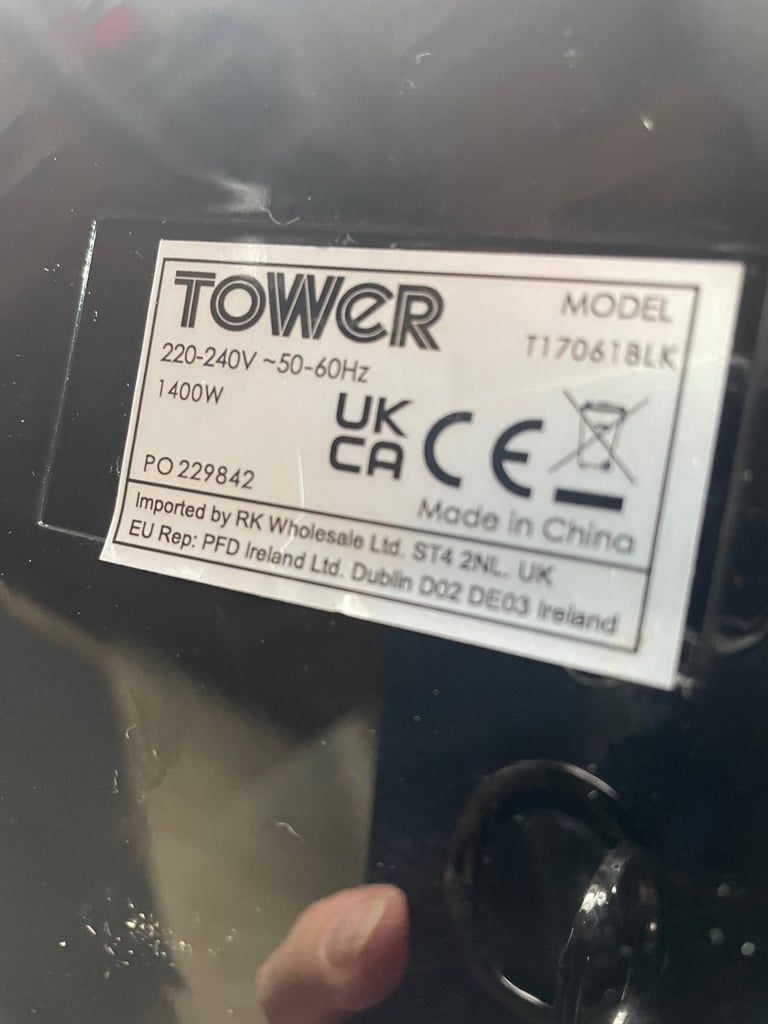 TOWER
MODEL
T17061BLK
220-240V ~50-60Hz
1400W
UK
CA CE
PO 229842
Made in China
Imported by RK Wholesale Ltd. ST4 2NL. UK
EU Rep: PFD Ireland Ltd. Dublin D02 DE03 Ireland